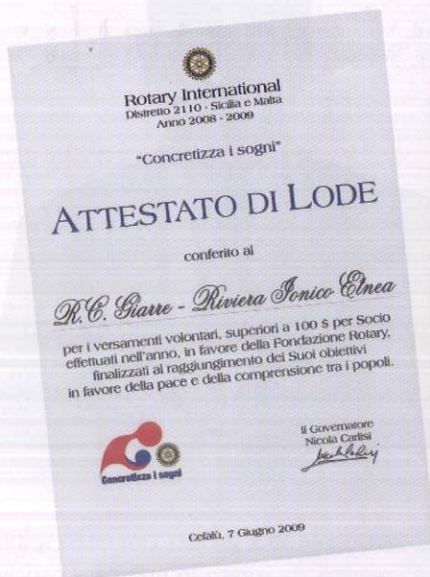 Rotary International
Distretto 2110 - Sicilia e Malta
Anno 2008 - 2009
"Concretizza i sogni"
ATTESTATO DI LODE
conferito al
R.C. Giarre - Riviera Jonico Etnea
per i versamenti volontari, superiori a 100 $ per Socio
effettuati nell'anno, in favore della Fondazione Rotary,
finalizzati al raggiungimento dei Suoi obiettivi
in favore della pace e della comprensione tra i popoli.
Concretizza i sogni
Il Governatore
Nicola Carlisi
Cefalù, 7 Giugno 2009